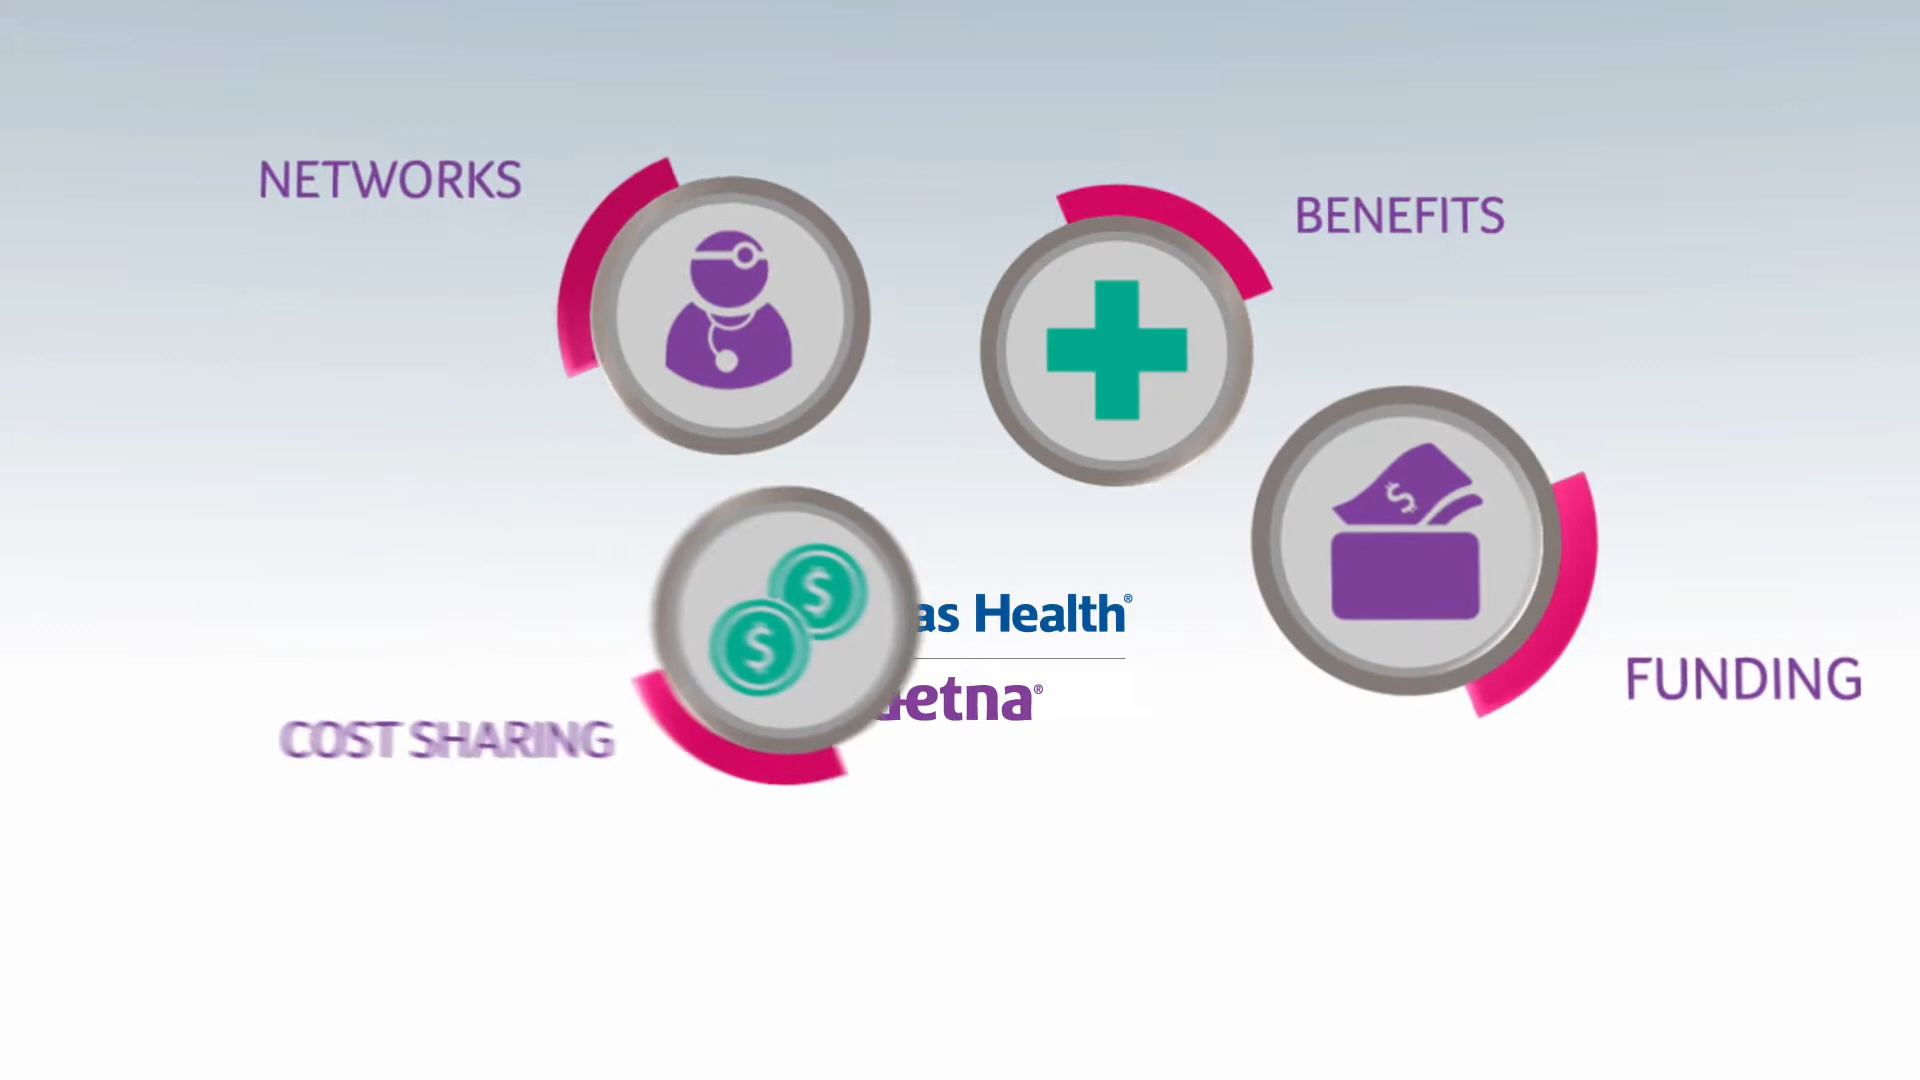 NETWORKS
BENEFITS
as Health®
etna®
FUNDING
COST SHARING
$
$
$